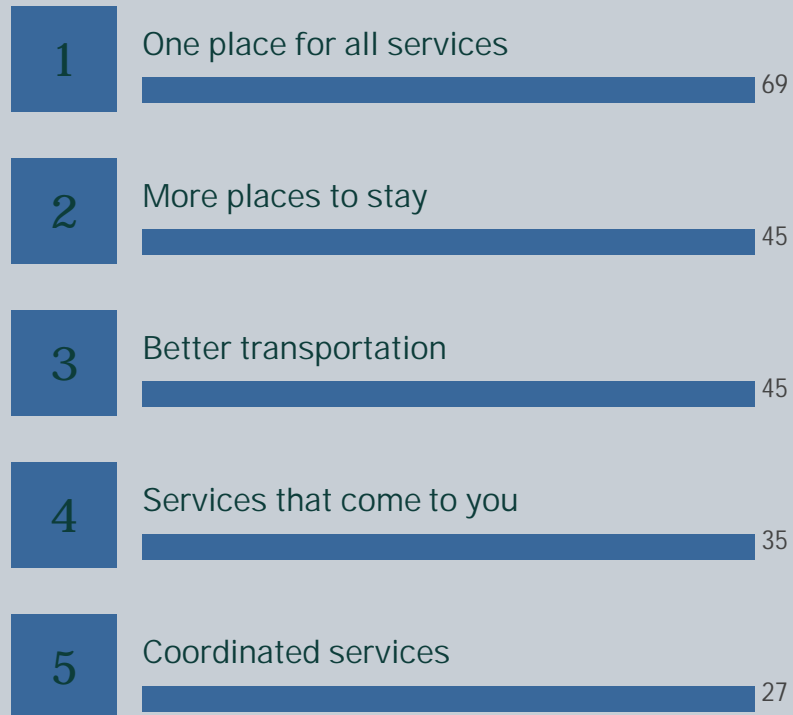 1
One place for all services
69
2
More places to stay
45
3
Better transportation
45
4
Services that come to you
35
5
Coordinated services
27